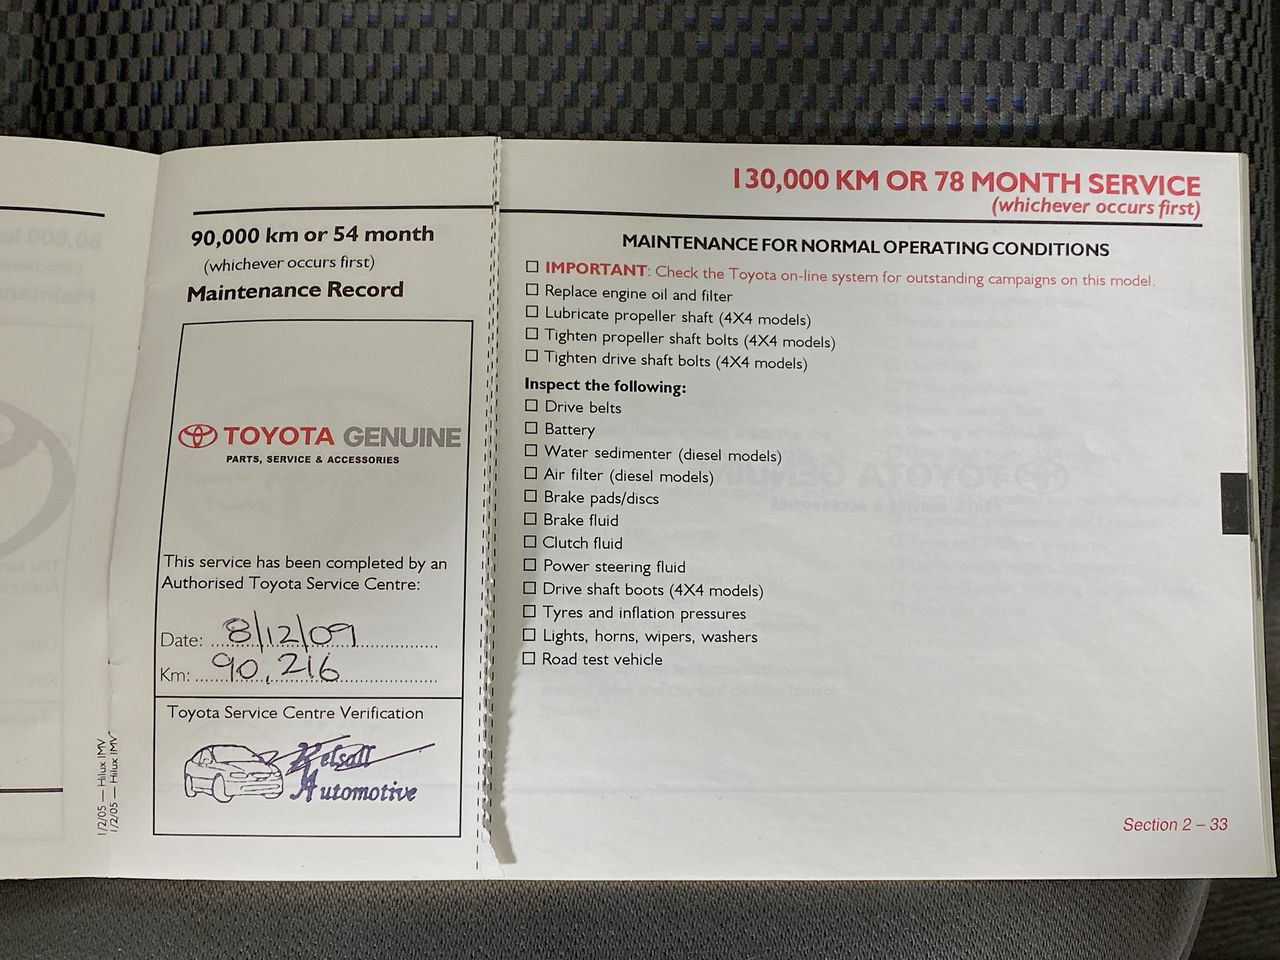 90,000 km or 54 month
(whichever occurs first)
Maintenance Record
TOYOTA GENUINE
PARTS, SERVICE & ACCESSORIES
This service has been completed by an
Authorised Toyota Service Centre:
Date: 8/12/09
Km: 90,216
Toyota Service Centre Verification
Kelsall
Automotive
1/2/05 — Hilux IMV
1/2/05 — Hilux IMV
130,000 KM OR 78 MONTH SERVICE
(whichever occurs first)
MAINTENANCE FOR NORMAL OPERATING CONDITIONS
IMPORTANT: Check the Toyota on-line system for outstanding campaigns on this model.
Replace engine oil and filter
Lubricate propeller shaft (4X4 models)
Tighten propeller shaft bolts (4X4 models)
Tighten drive shaft bolts (4X4 models)
Inspect the following:
Drive belts
Battery
Water sedimenter (diesel models)
Air filter (diesel models)
Brake pads/discs
Brake fluid
Clutch fluid
Power steering fluid
Drive shaft boots (4X4 models)
Tyres and inflation pressures
Lights, horns, wipers, washers
Road test vehicle
Section 2 – 33